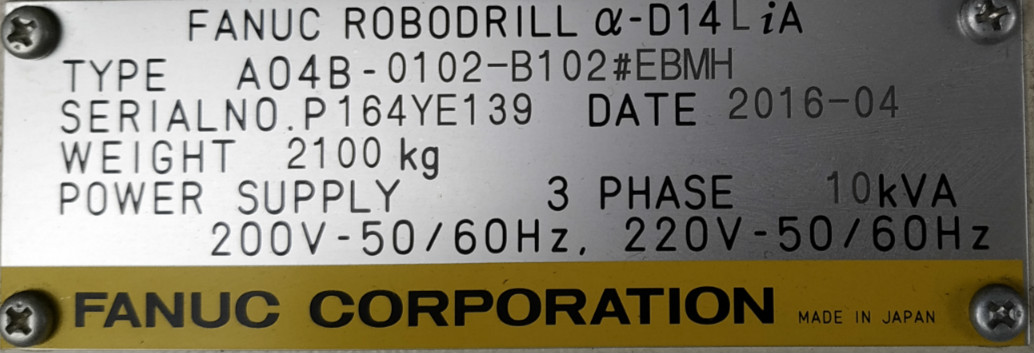 FANUC ROBODRILL α-D14LiA
TYPE A04B-0102-B102#EBMH
SERIALNO.P164YE139 DATE 2016-04
WEIGHT 2100 kg
POWER SUPPLY 3 PHASE 10kVA
200V-50/60Hz, 220V-50/60Hz
FANUC CORPORATION MADE IN JAPAN